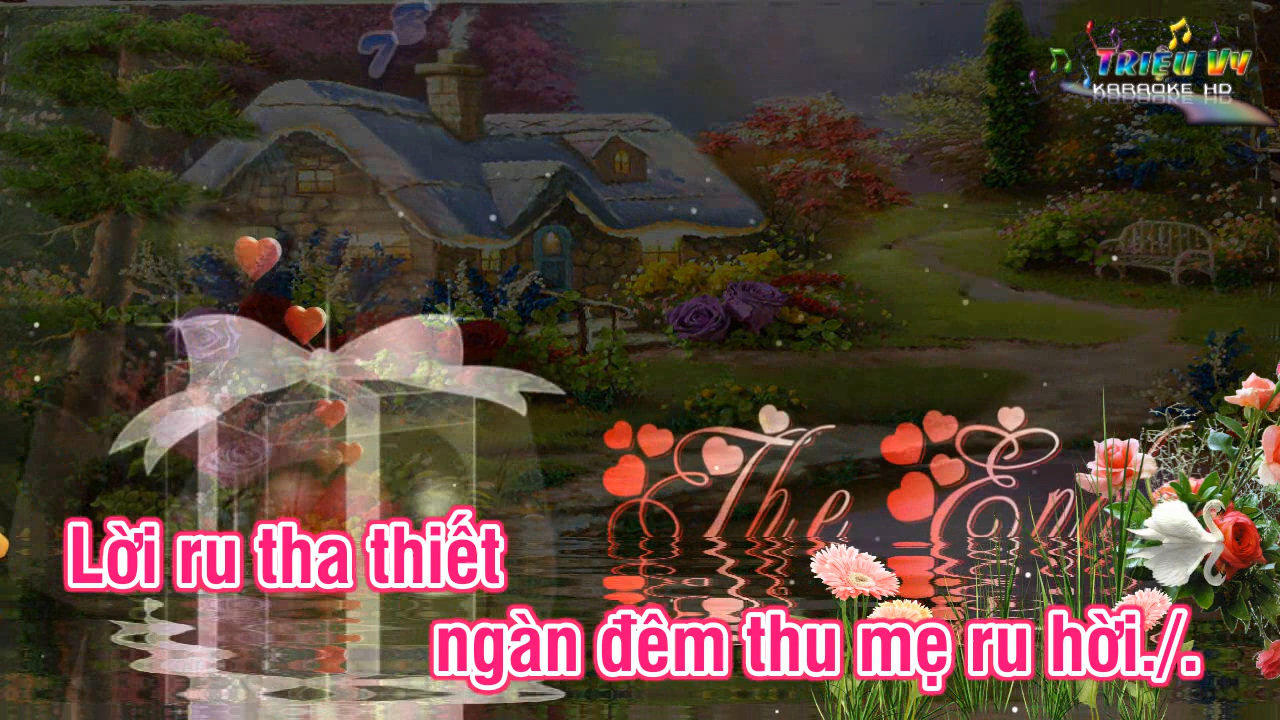 TRIỆU VY
KARAOKE HD
The En
Lời ru tha thiết
ngàn đêm thu mẹ ru hời./.